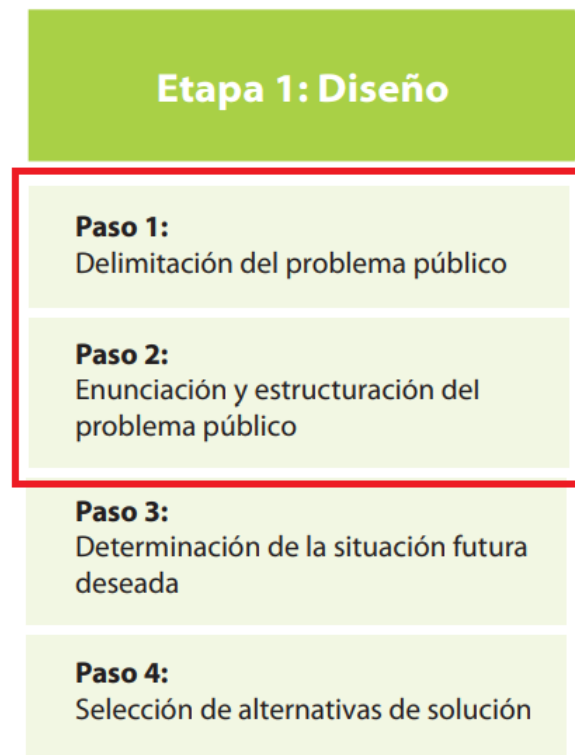 Etapa 1: Diseño
Paso 1:
Delimitación del problema público
Paso 2:
Enunciación y estructuración del
problema público
Paso 3:
Determinación de la situación futura
deseada
Paso 4:
Selección de alternativas de solución